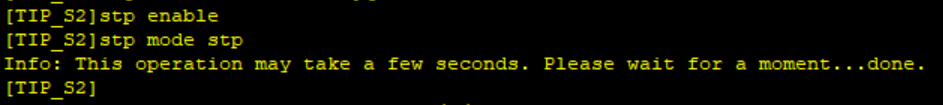 [TIP_S2]stp enable
[TIP_S2]stp mode stp
Info: This operation may take a few seconds. Please wait for a moment...done.
[TIP_S2]